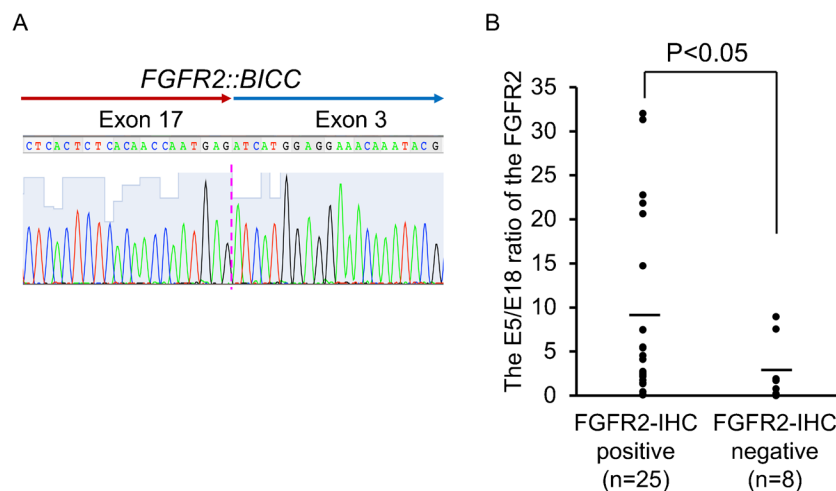 A
FGFR2::BICC
Exon 17 Exon 3
CTCACTCTCACAACCAATGAGATCATGGAGGAAACAAATACG
B
P<0.05
The E5/E18 ratio of the FGFR2
35
30
25
20
15
10
5
0
FGFR2-IHC FGFR2-IHC
positive negative
(n=25) (n=8)